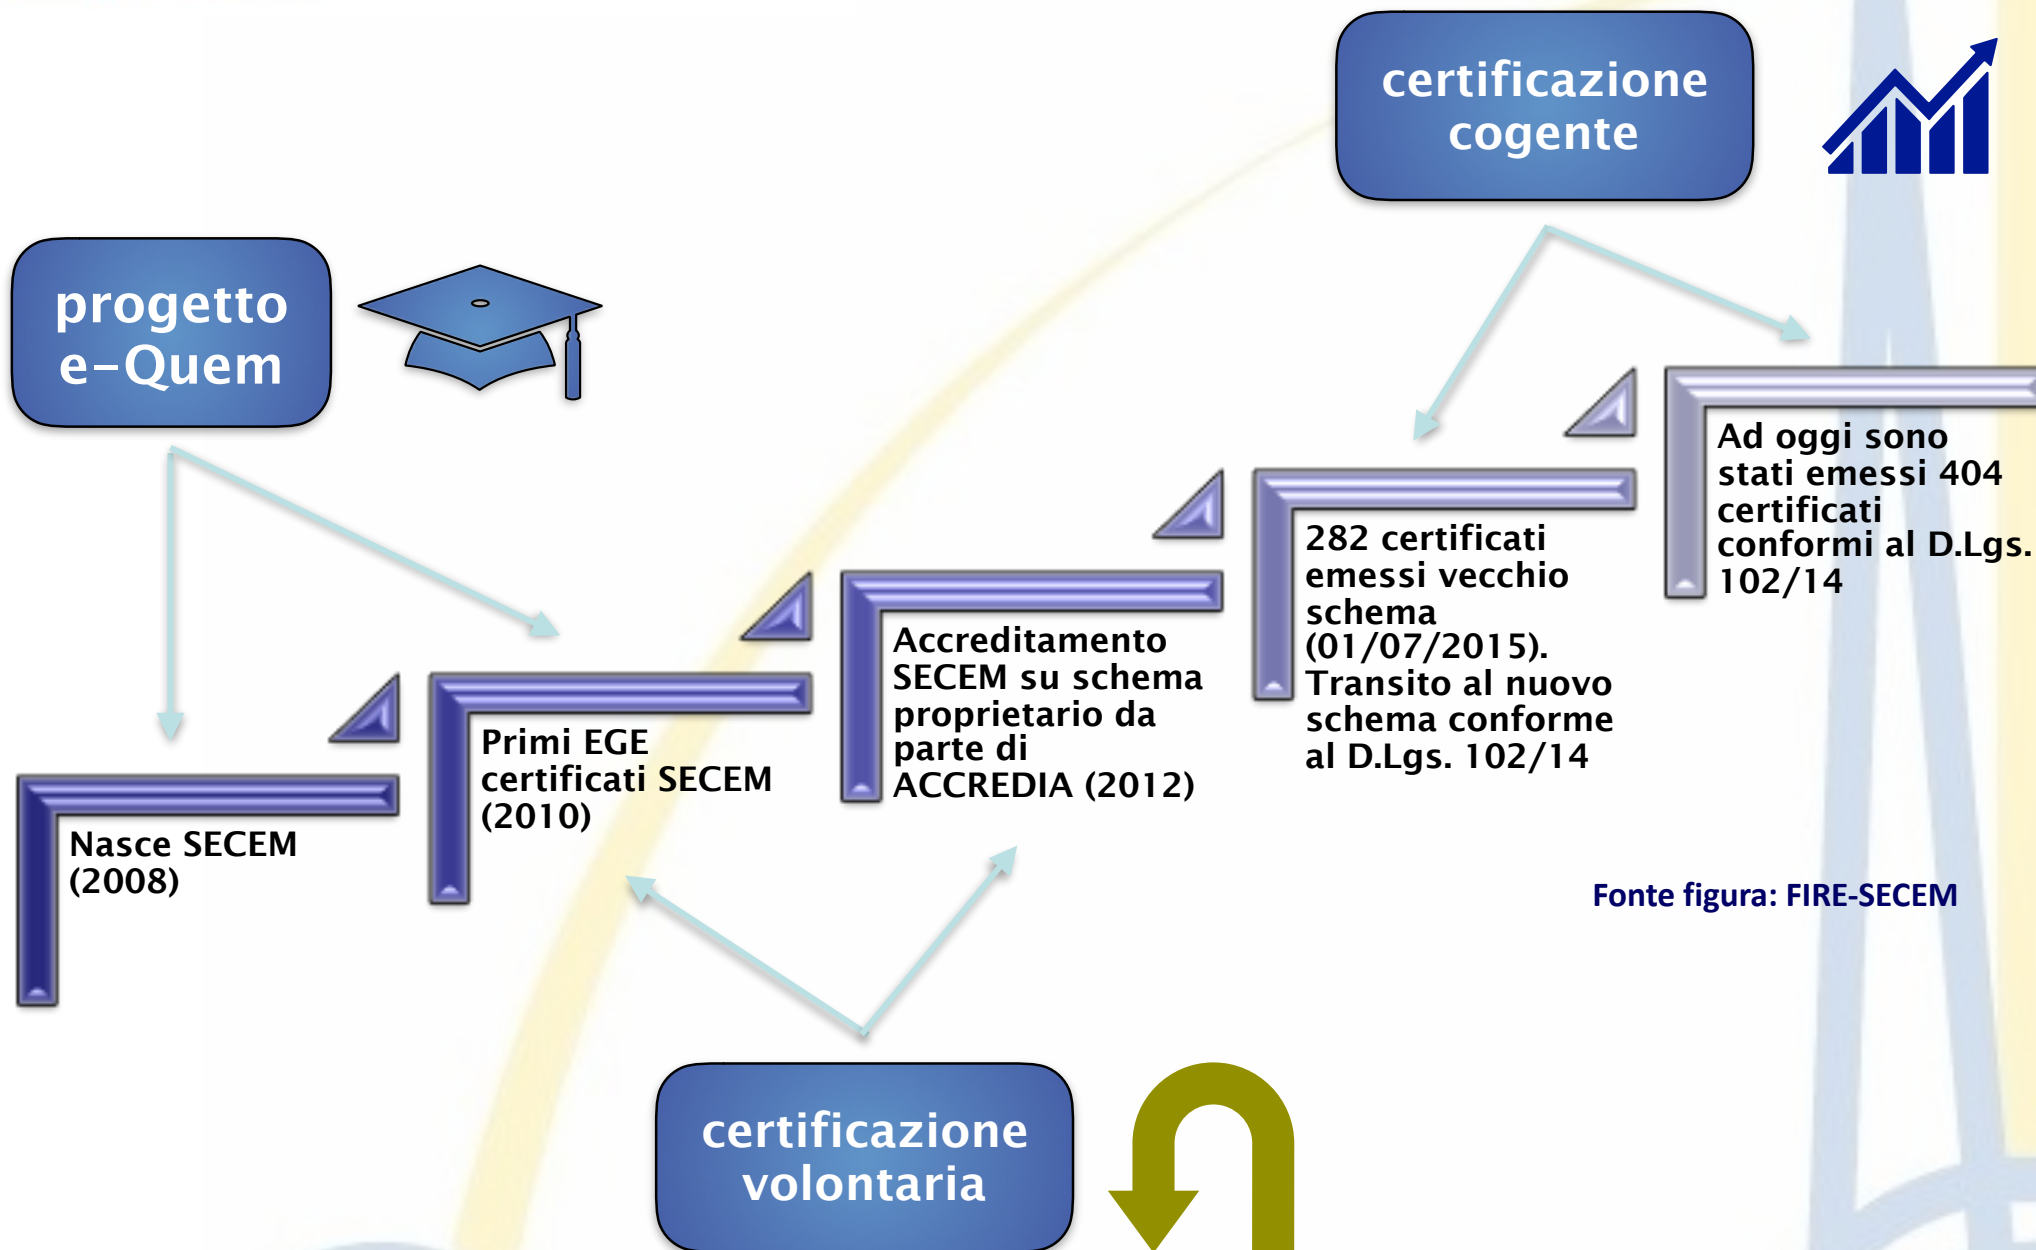 certificazione
cogente
progetto
e-Quem
Ad oggi sono
stati emessi 404
certificati
conformi al D.Lgs.
102/14
282 certificati
emessi vecchio
schema
(01/07/2015).
Transito al nuovo
schema conforme
al D.Lgs. 102/14
Accreditamento
SECEM su schema
proprietario da
parte di
ACCREDIA (2012)
Primi EGE
certificati SECEM
(2010)
Nasce SECEM
(2008)
Fonte figura: FIRE-SECEM
certificazione
volontaria